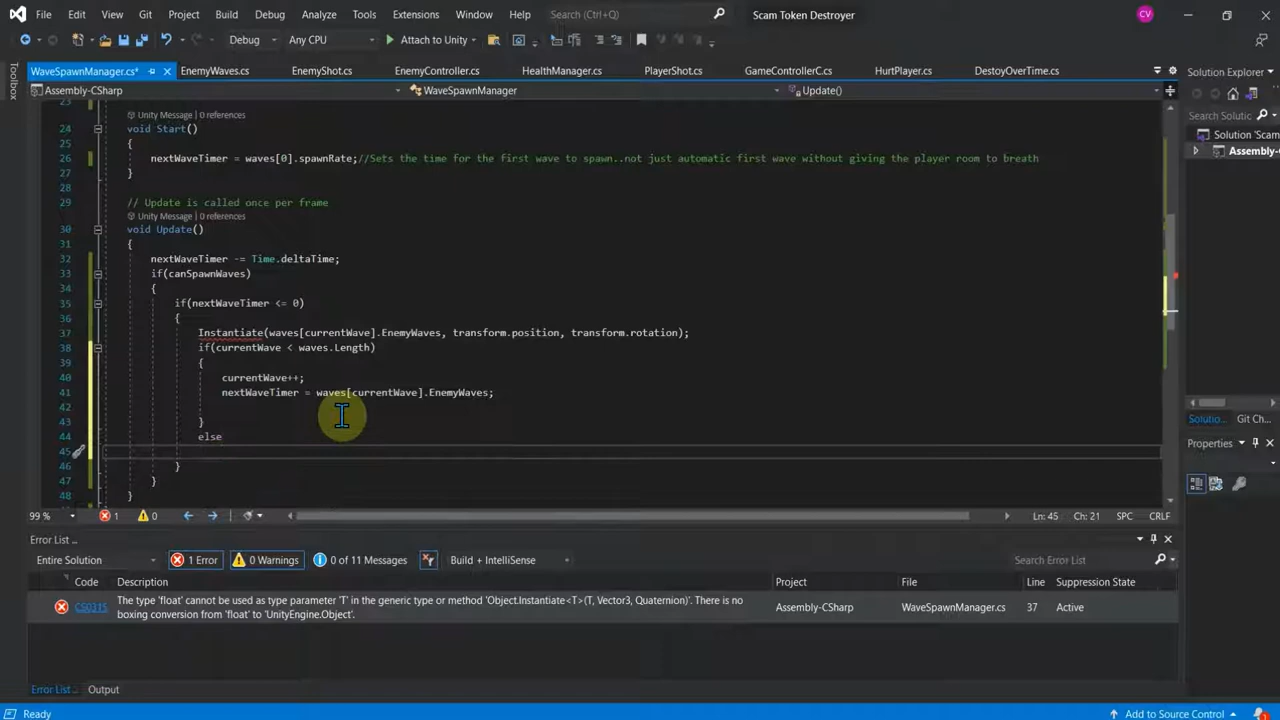 File Edit View Git Project Build Debug Analyze Tools Extensions Window Help Search (Ctrl+Q) Scam Token Destroyer CV
Debug Any CPU Attach to Unity
Toolbox
WaveSpawnManager.cs* EnemyWaves.cs EnemyShot.cs EnemyController.cs HealthManager.cs PlayerShot.cs GameControllerC.cs HurtPlayer.cs DestoyOverTime.cs
Assembly-CSharp WaveSpawnManager Update()
23
Unity Message | 0 references
24 void Start()
25 {
26 nextWaveTimer = waves[0].spawnRate;//Sets the time for the first wave to spawn..not just automatic first wave without giving the player room to breath
27 }
28
29 // Update is called once per frame
Unity Message | 0 references
30 void Update()
31 {
32 nextWaveTimer -= Time.deltaTime;
33 if(canSpawnWaves)
34 {
35 if(nextWaveTimer <= 0)
36 {
37 Instantiate(waves[currentWave].EnemyWaves, transform.position, transform.rotation);
38 if(currentWave < waves.Length)
39 {
40 currentWave++;
41 nextWaveTimer = waves[currentWave].EnemyWaves;
42
43 }
44 else
45
46 }
47 }
48 }
99 % 1 0 Ln: 45 Ch: 21 SPC CRLF
Error List ...
Entire Solution 1 Error 0 Warnings 0 of 11 Messages Build + IntelliSense Search Error List
Code Description Project File Line Suppression State
CS0315 The type 'float' cannot be used as type parameter 'T' in the generic type or method 'Object.Instantiate<T>(T, Vector3, Quaternion)'. There is no Assembly-CSharp WaveSpawnManager.cs 37 Active
boxing conversion from 'float' to 'UnityEngine.Object'.
Error List ... Output
Ready Add to Source Control 1
Solution Explorer
Search Solutic
Solution 'Scam
Assembly-C
Solutio... Git Ch...
Properties